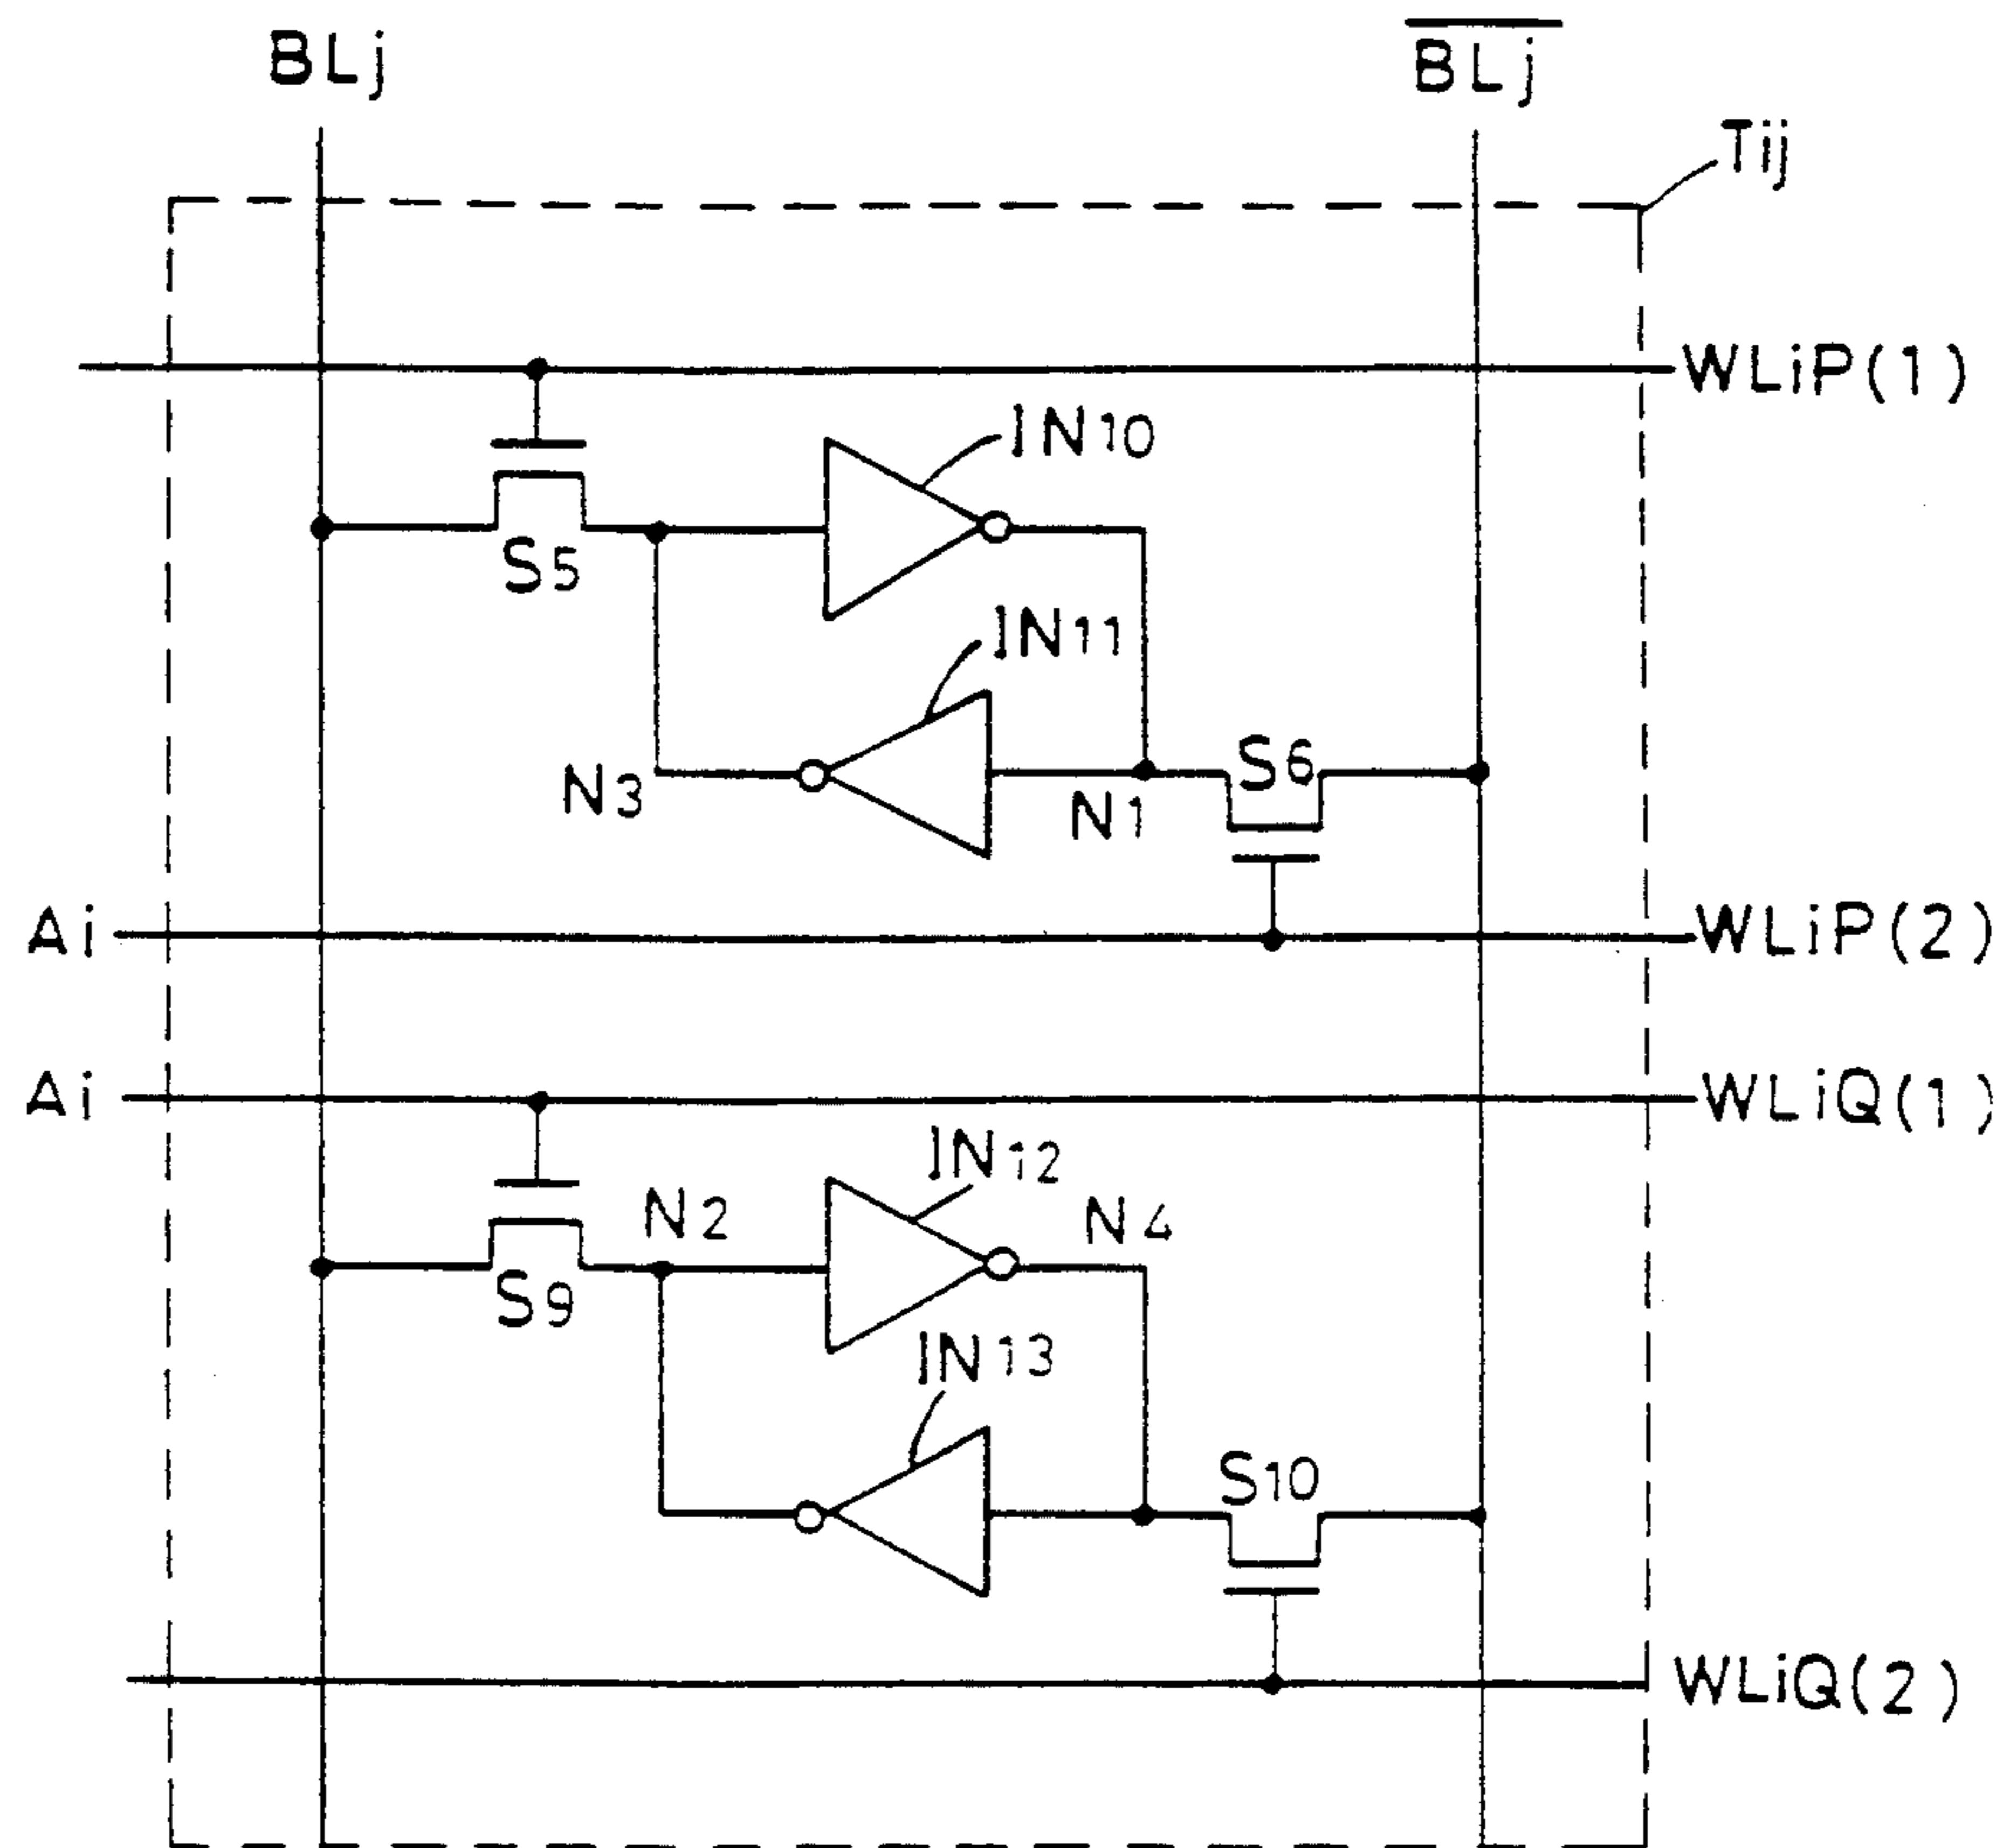 BLj
B̅L̅j̅
Tij
WLiP(1)
IN10
S5
IN11
S6
N3
N1
Ai
WLiP(2)
Ai
WLiQ(1)
IN12
N2
N4
S9
IN13
S10
WLiQ(2)